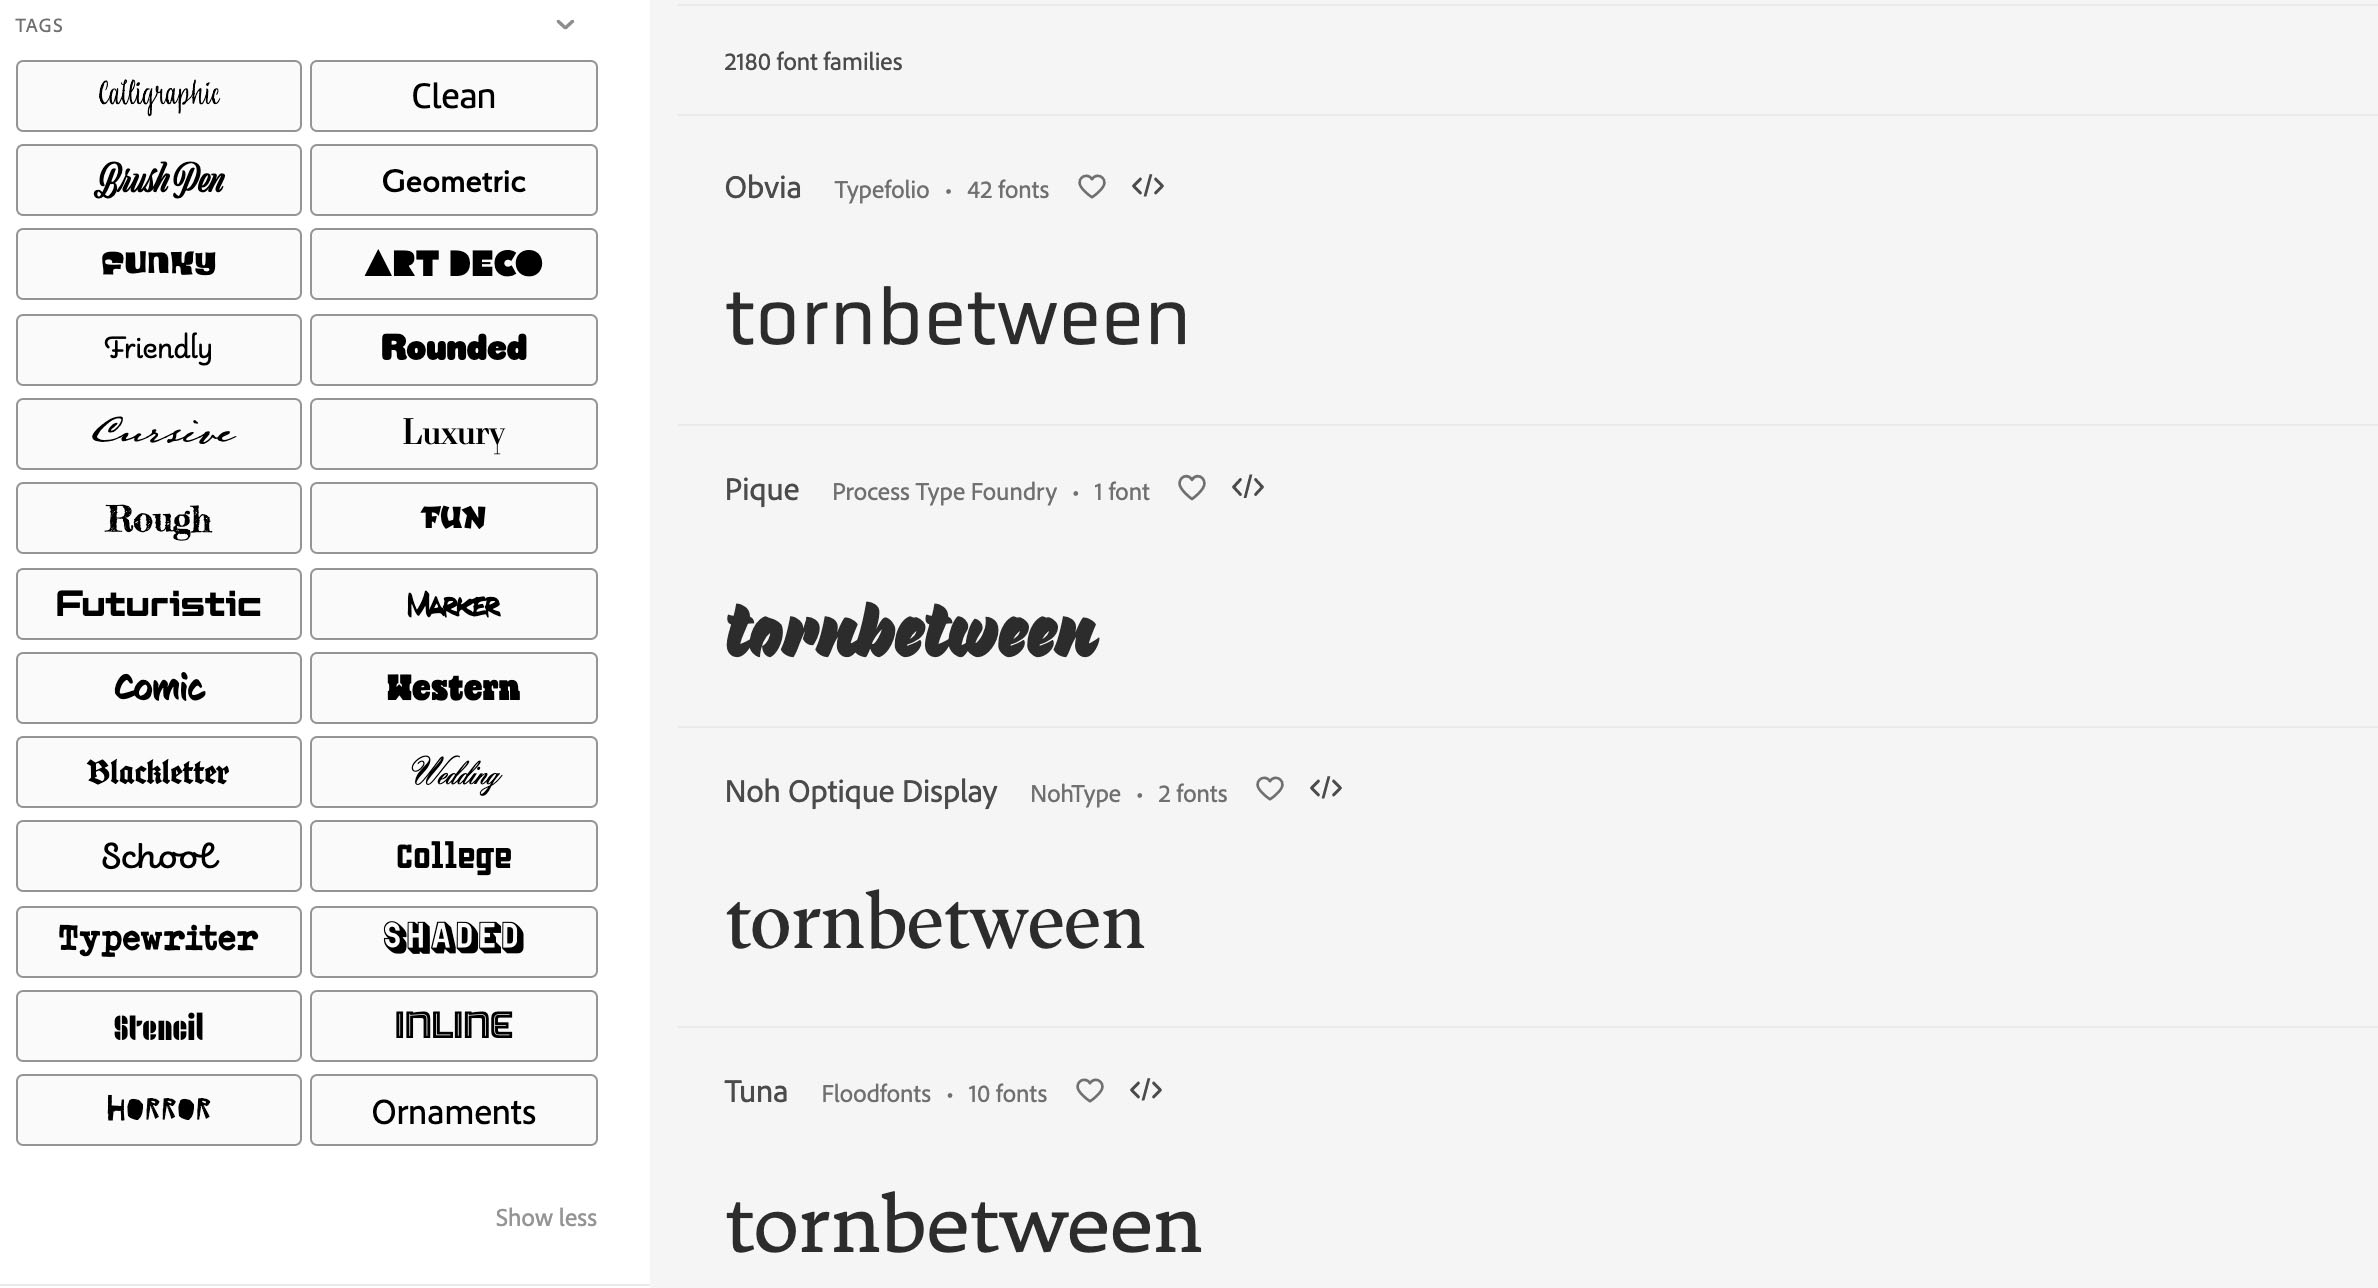 TAGS
Calligraphic
Clean
Brush Pen
Geometric
Funky
ART DECO
Friendly
Rounded
Cursive
Luxury
Rough
FUN
Futuristic
MARKER
Comic
Western
Blackletter
Wedding
School
College
Typewriter
SHADED
Stencil
INLINE
HORROR
Ornaments
Show less
2180 font families
Obvia Typefolio • 42 fonts </>
tornbetween
Pique Process Type Foundry • 1 font </>
tornbetween
Noh Optique Display NohType • 2 fonts </>
tornbetween
Tuna Floodfonts • 10 fonts </>
tornbetween